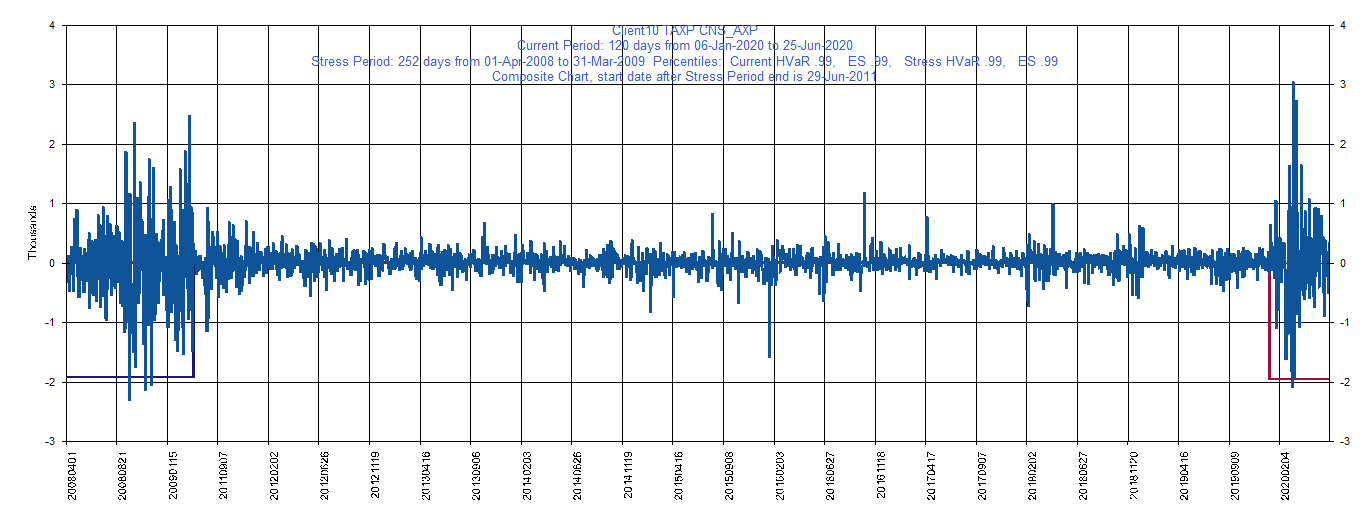 Client10 TAXP CNS_AXP
Current Period: 120 days from 06-Jan-2020 to 25-Jun-2020
Stress Period: 252 days from 01-Apr-2008 to 31-Mar-2009 Percentiles: Current HVaR .99, ES .99, Stress HVaR .99, ES .99
Composite Chart, start date after Stress Period end is 29-Jun-2011
4 4
3 3
2 2
1 1
Thousands
0 0
-1 -1
-2 -2
-3 -3
20080401 20080821 20090115 20110907 20120202 20120626 20121119 20130416 20130906 20140203 20140626 20141119 20150416 20150908 20160203 20160627 20161118 20170417 20170907 20180202 20180627 20181120 20190416 20190909 20200204